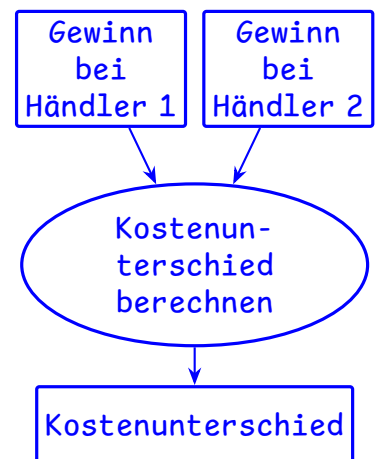 Gewinn
bei
Händler 1
Gewinn
bei
Händler 2
Kostenun-
terschied
berechnen
Kostenunterschied